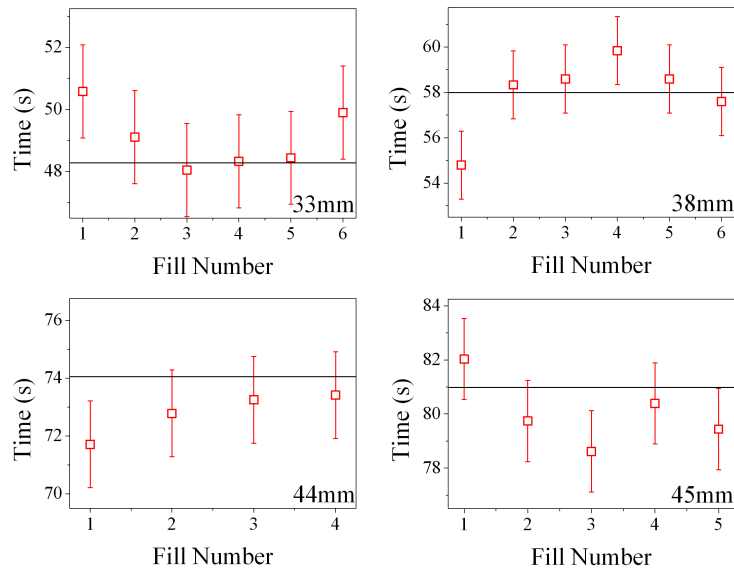 52
50
48
Time (s)
33mm
1 2 3 4 5 6
Fill Number
60
58
56
54
Time (s)
38mm
1 2 3 4 5 6
Fill Number
76
74
72
70
Time (s)
44mm
1 2 3 4
Fill Number
84
82
80
78
Time (s)
45mm
1 2 3 4 5
Fill Number